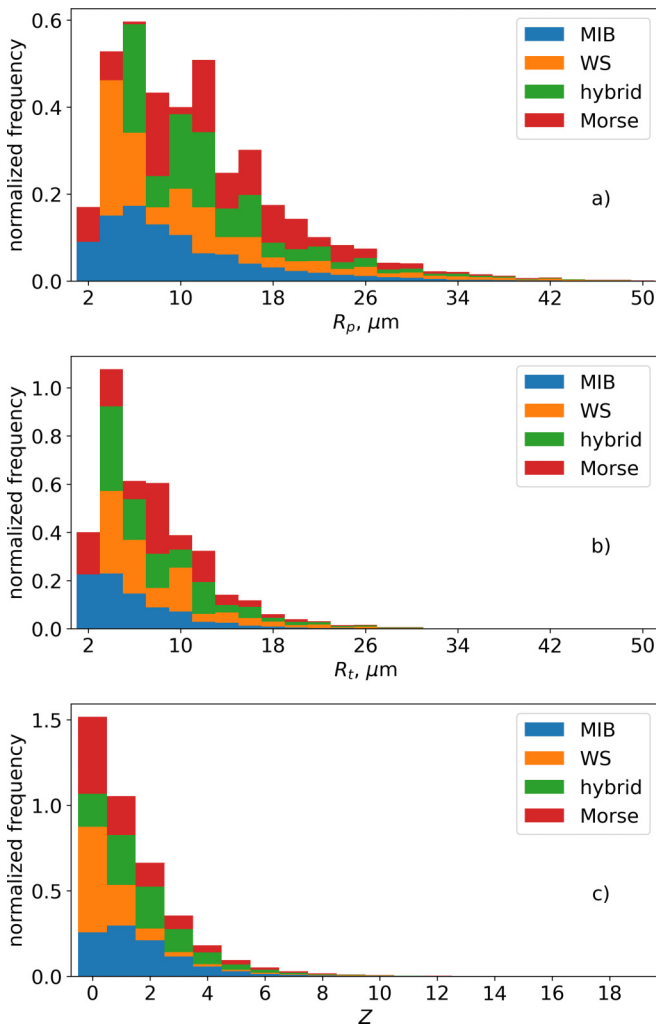 0.6
0.4
0.2
0.0
normalized frequency
MIB
WS
hybrid
Morse
a)
2 10 18 26 34 42 50
Rₚ, μm
1.0
0.8
0.6
0.4
0.2
0.0
normalized frequency
MIB
WS
hybrid
Morse
b)
2 10 18 26 34 42 50
Rₜ, μm
1.5
1.0
0.5
0.0
normalized frequency
MIB
WS
hybrid
Morse
c)
0 2 4 6 8 10 12 14 16 18
Z